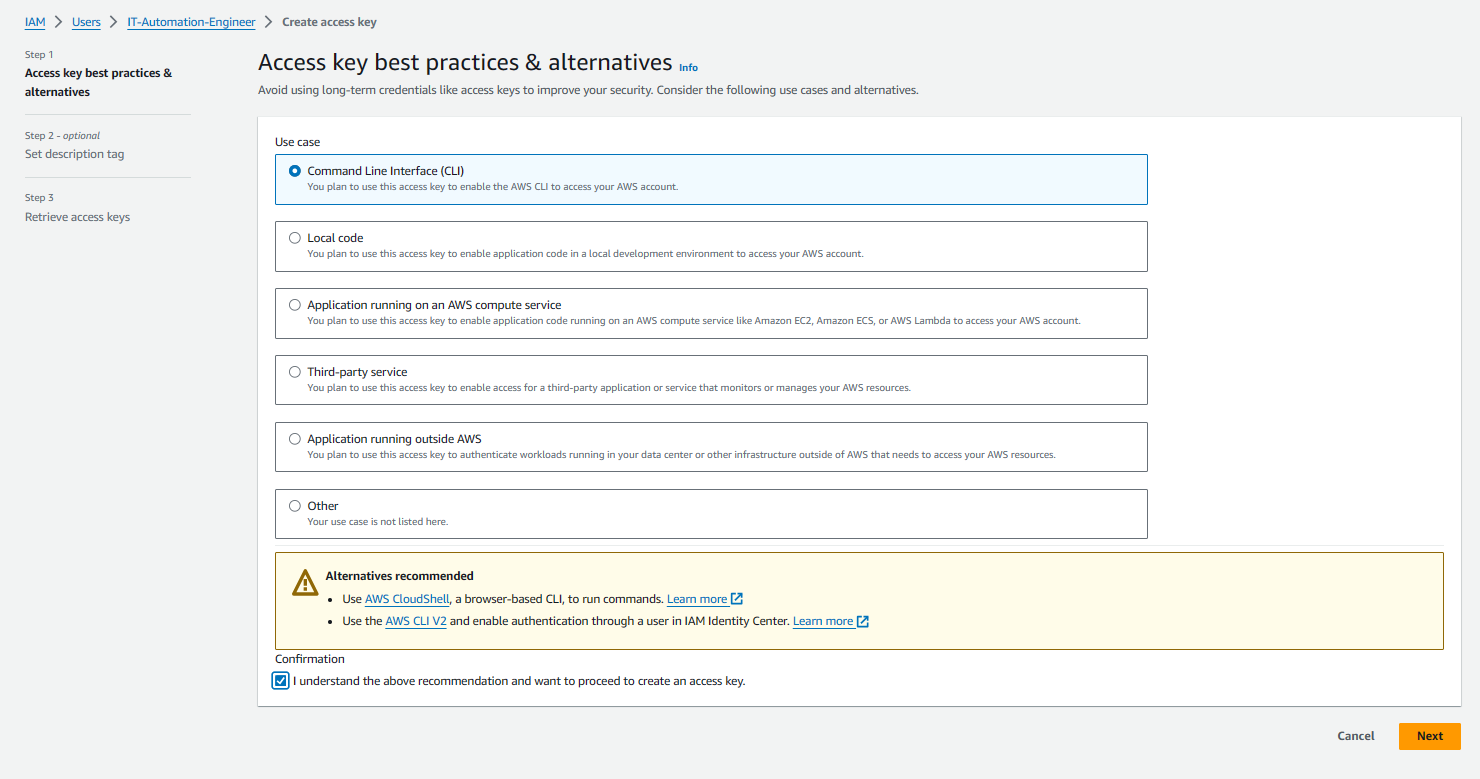 IAM > Users > IT-Automation-Engineer > Create access key
Step 1
Access key best practices &
alternatives
Step 2 - optional
Set description tag
Step 3
Retrieve access keys
Access key best practices & alternatives Info
Avoid using long-term credentials like access keys to improve your security. Consider the following use cases and alternatives.
Use case
Command Line Interface (CLI)
You plan to use this access key to enable the AWS CLI to access your AWS account.
Local code
You plan to use this access key to enable application code in a local development environment to access your AWS account.
Application running on an AWS compute service
You plan to use this access key to enable application code running on an AWS compute service like Amazon EC2, Amazon ECS, or AWS Lambda to access your AWS account.
Third-party service
You plan to use this access key to enable access for a third-party application or service that monitors or manages your AWS resources.
Application running outside AWS
You plan to use this access key to authenticate workloads running in your data center or other infrastructure outside of AWS that needs to access your AWS resources.
Other
Your use case is not listed here.
Alternatives recommended
• Use AWS CloudShell, a browser-based CLI, to run commands. Learn more
• Use the AWS CLI V2 and enable authentication through a user in IAM Identity Center. Learn more
Confirmation
I understand the above recommendation and want to proceed to create an access key.
Cancel Next